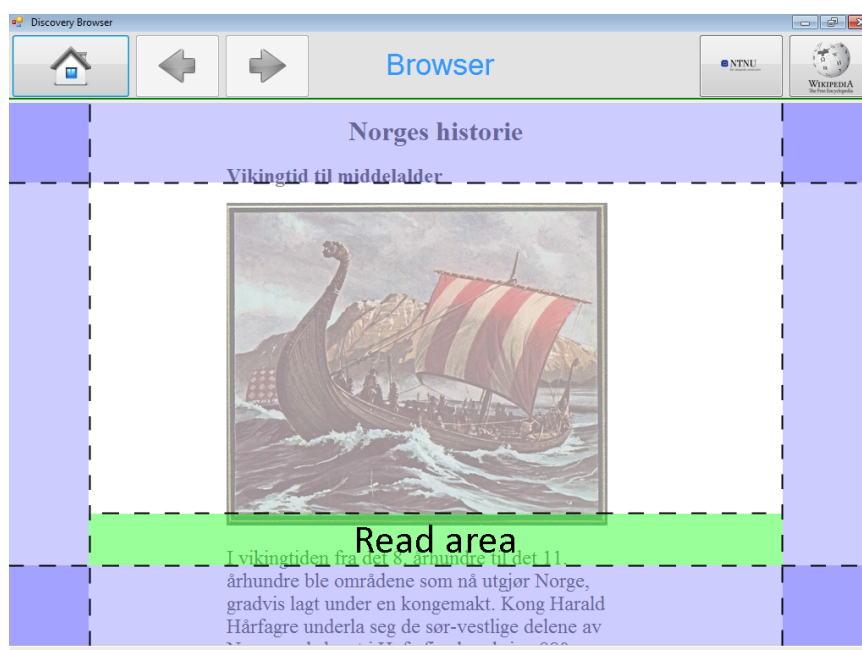 Discovery Browser
Browser
NTNU
WIKIPEDIA
The Free Encyclopedia
Norges historie
Vikingtid til middelalder
Read area
I vikingtiden fra det 8. århundre til det 11.
århundre ble områdene som nå utgjør Norge,
gradvis lagt under en kongemakt. Kong Harald
Hårfagre underla seg de sør-vestlige delene av